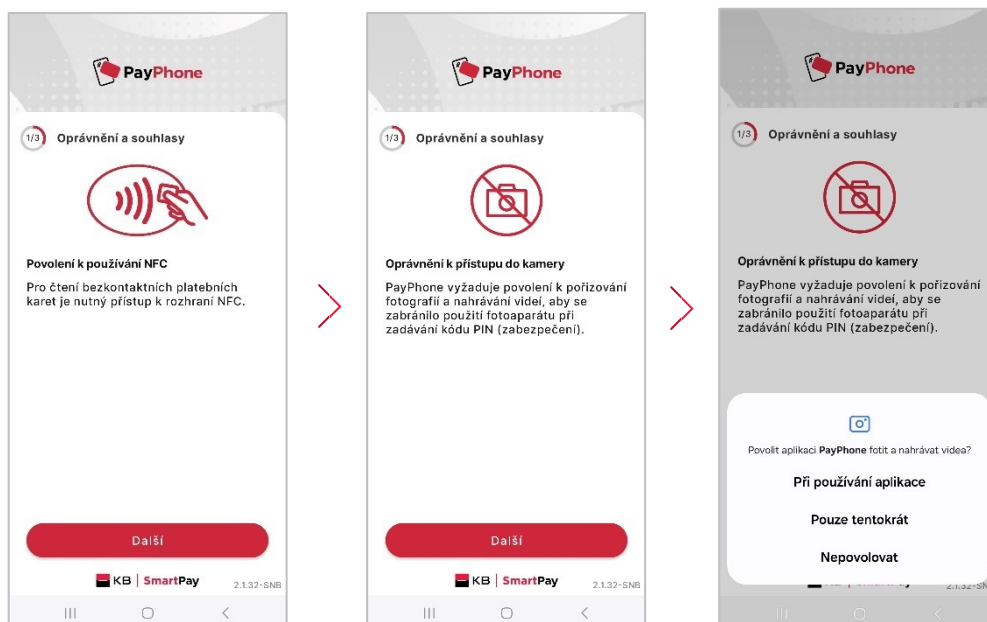 PayPhone
1/3 Oprávnění a souhlasy
Povolení k používání NFC
Pro čtení bezkontaktních platebních
karet je nutný přístup k rozhraní NFC.
Další
KB | SmartPay
2.1.32-SNB
PayPhone
1/3 Oprávnění a souhlasy
Oprávnění k přístupu do kamery
PayPhone vyžaduje povolení k pořizování
fotografií a nahrávání videí, aby se
zabránilo použití fotoaparátu při
zadávání kódu PIN (zabezpečení).
Další
KB | SmartPay
2.1.32-SNB
PayPhone
1/3 Oprávnění a souhlasy
Oprávnění k přístupu do kamery
PayPhone vyžaduje povolení k pořizování
fotografií a nahrávání videí, aby se
zabránilo použití fotoaparátu při
zadávání kódu PIN (zabezpečení).
Povolit aplikaci PayPhone fotit a nahrávat videa?
Při používání aplikace
Pouze tentokrát
Nepovolovat